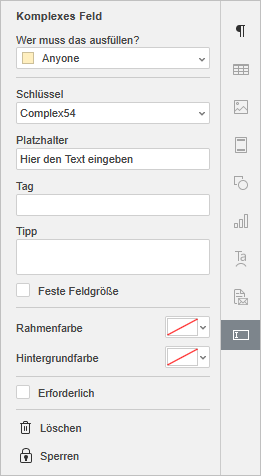 Komplexes Feld
Wer muss das ausfüllen?
Anyone
Schlüssel
Complex54
Platzhalter
Hier den Text eingeben
Tag
Tipp
Feste Feldgröße
Rahmenfarbe
Hintergrundfarbe
Erforderlich
Löschen
Sperren
Ta